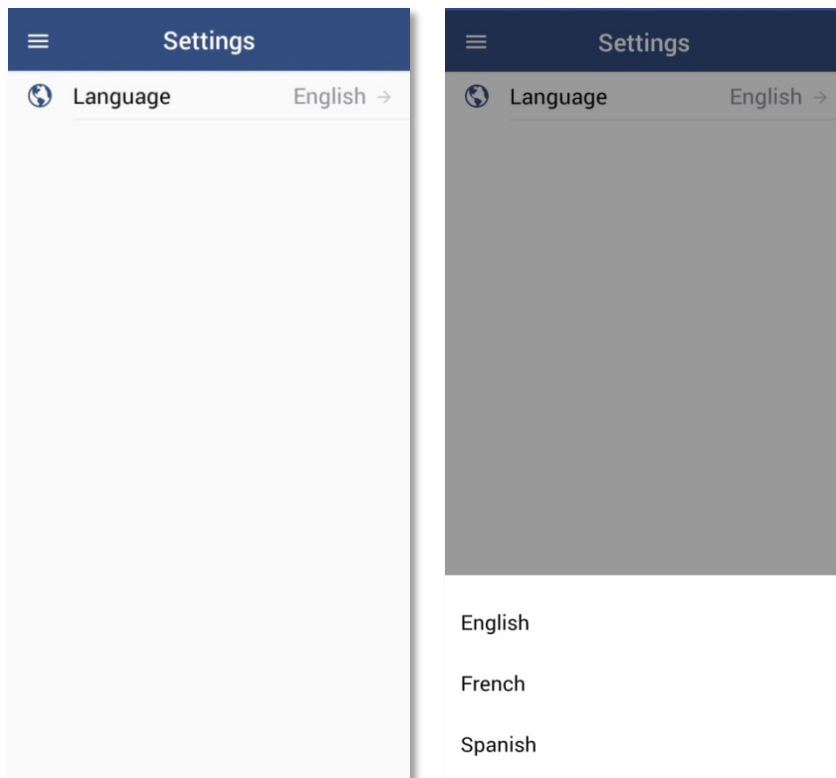 Settings
Language English
Settings
Language English
English
French
Spanish